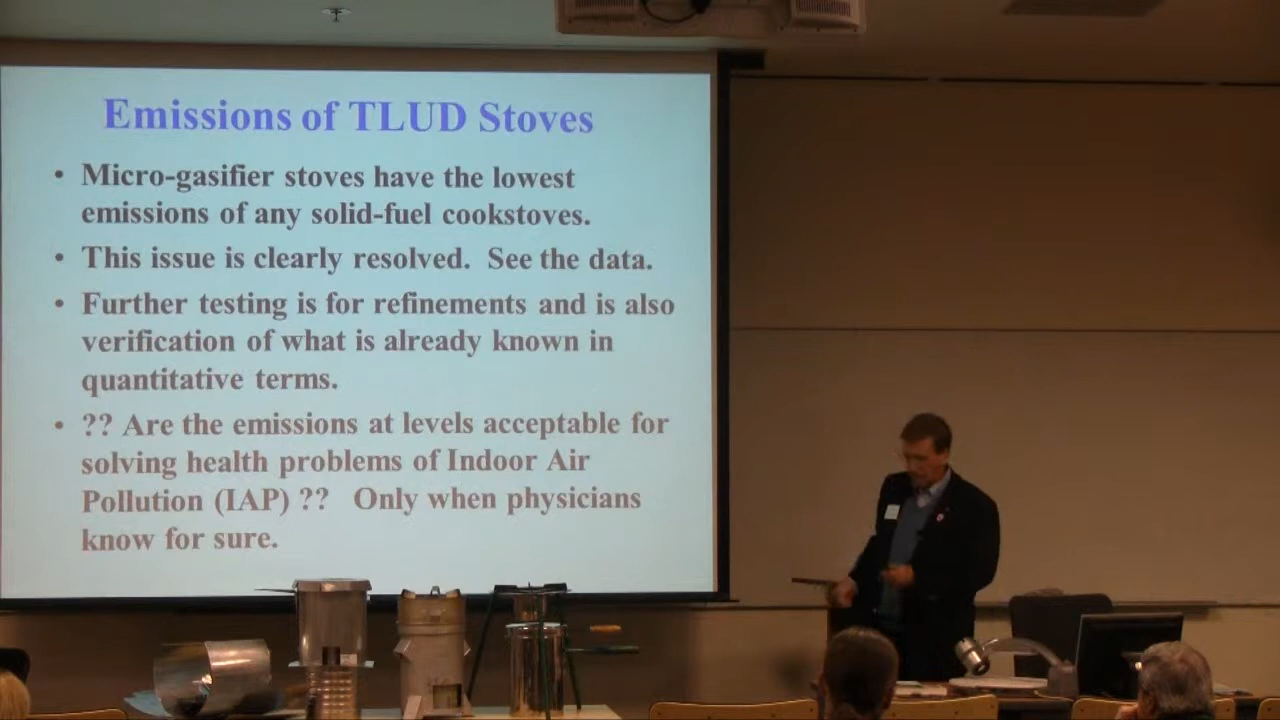 Emissions of TLUD Stoves
• Micro-gasifier stoves have the lowest
emissions of any solid-fuel cookstoves.
• This issue is clearly resolved.  See the data.
• Further testing is for refinements and is also
verification of what is already known in
quantitative terms.
• ?? Are the emissions at levels acceptable for
solving health problems of Indoor Air
Pollution (IAP) ??   Only when physicians
know for sure.